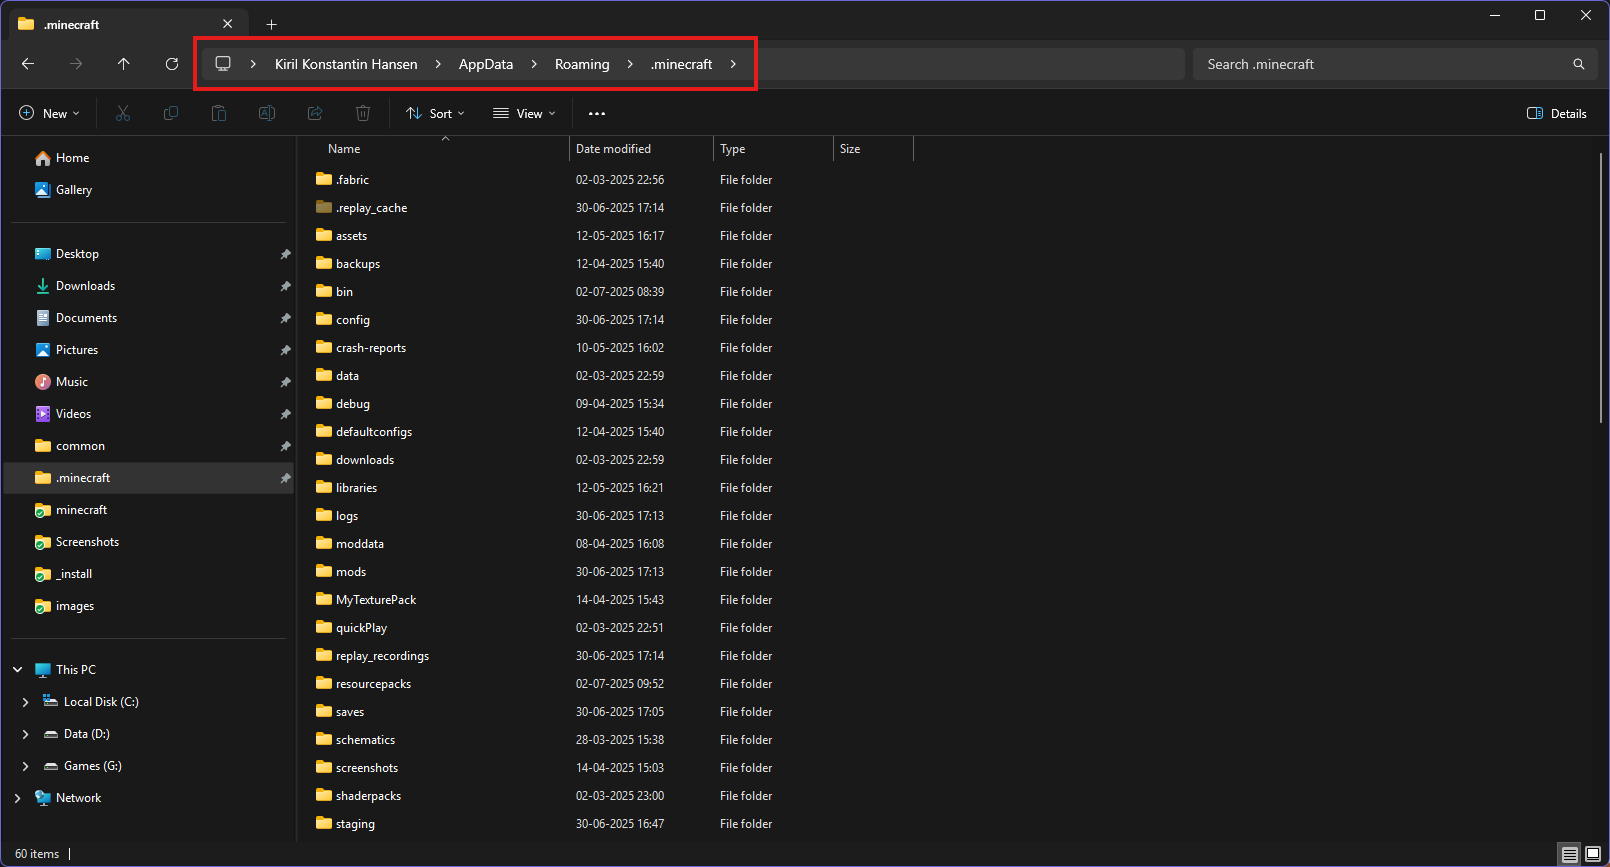 .minecraft
Kiril Konstantin Hansen AppData Roaming .minecraft
Search .minecraft
New
Sort
View
Details
Home
Gallery
Desktop
Downloads
Documents
Pictures
Music
Videos
common
.minecraft
minecraft
Screenshots
_install
images
This PC
Local Disk (C:)
Data (D:)
Games (G:)
Network
Name Date modified Type Size
.fabric 02-03-2025 22:56 File folder
.replay_cache 30-06-2025 17:14 File folder
assets 12-05-2025 16:17 File folder
backups 12-04-2025 15:40 File folder
bin 02-07-2025 08:39 File folder
config 30-06-2025 17:14 File folder
crash-reports 10-05-2025 16:02 File folder
data 02-03-2025 22:59 File folder
debug 09-04-2025 15:34 File folder
defaultconfigs 12-04-2025 15:40 File folder
downloads 02-03-2025 22:59 File folder
libraries 12-05-2025 16:21 File folder
logs 30-06-2025 17:13 File folder
moddata 08-04-2025 16:08 File folder
mods 30-06-2025 17:13 File folder
MyTexturePack 14-04-2025 15:43 File folder
quickPlay 02-03-2025 22:51 File folder
replay_recordings 30-06-2025 17:14 File folder
resourcepacks 02-07-2025 09:52 File folder
saves 30-06-2025 17:05 File folder
schematics 28-03-2025 15:38 File folder
screenshots 14-04-2025 15:03 File folder
shaderpacks 02-03-2025 23:00 File folder
staging 30-06-2025 16:47 File folder
60 items